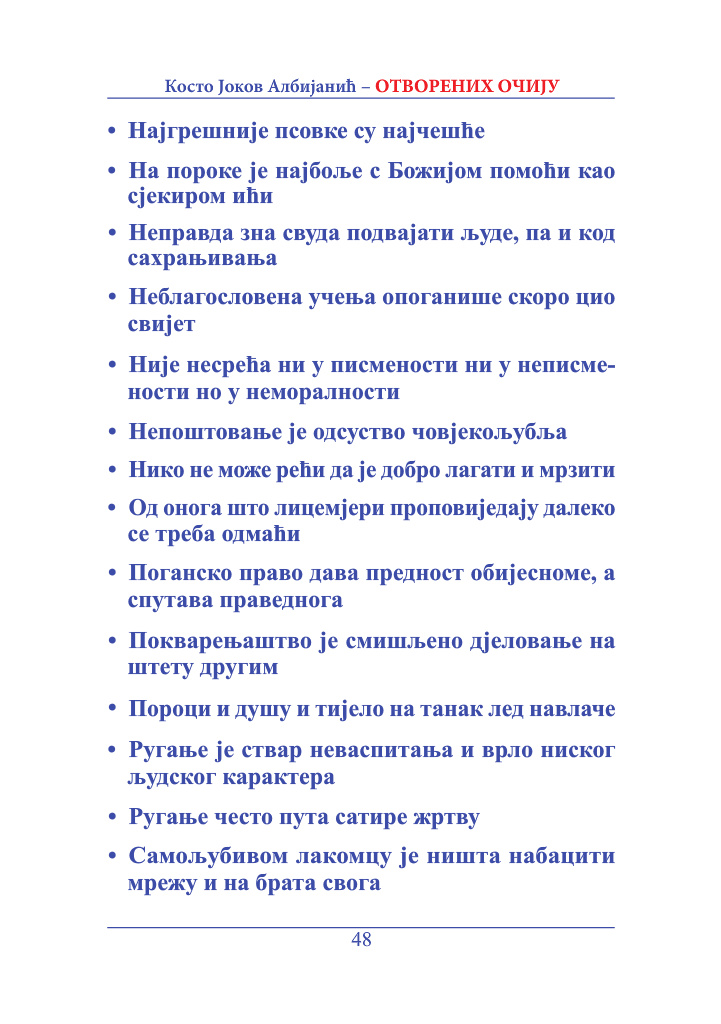 Косто Јоков Албијанић – ОТВОРЕНИХ ОЧИЈУ
• Најгрешније псовке су најчешће
• На пороке је најбоље с Божијом помоћи као
сјекиром ићи
• Неправда зна свуда подвајати људе, па и код
сахрањивања
• Неблагословена учења опоганише скоро цио
свијет
• Није несрећа ни у писмености ни у неписме-
ности но у неморалности
• Непоштовање је одсуство човјекољубља
• Нико не може рећи да је добро лагати и мрзити
• Од онога што лицемјери проповиједају далеко
се треба одмаћи
• Поганско право дава предност обијесноме, а
спутава праведнога
• Покварењаштво је смишљено дјеловање на
штету другим
• Пороци и душу и тијело на танак лед навлаче
• Ругање је ствар неваспитања и врло ниског
људског карактера
• Ругање често пута сатире жртву
• Самољубивом лакомцу је ништа набацити
мрежу и на брата свога
48